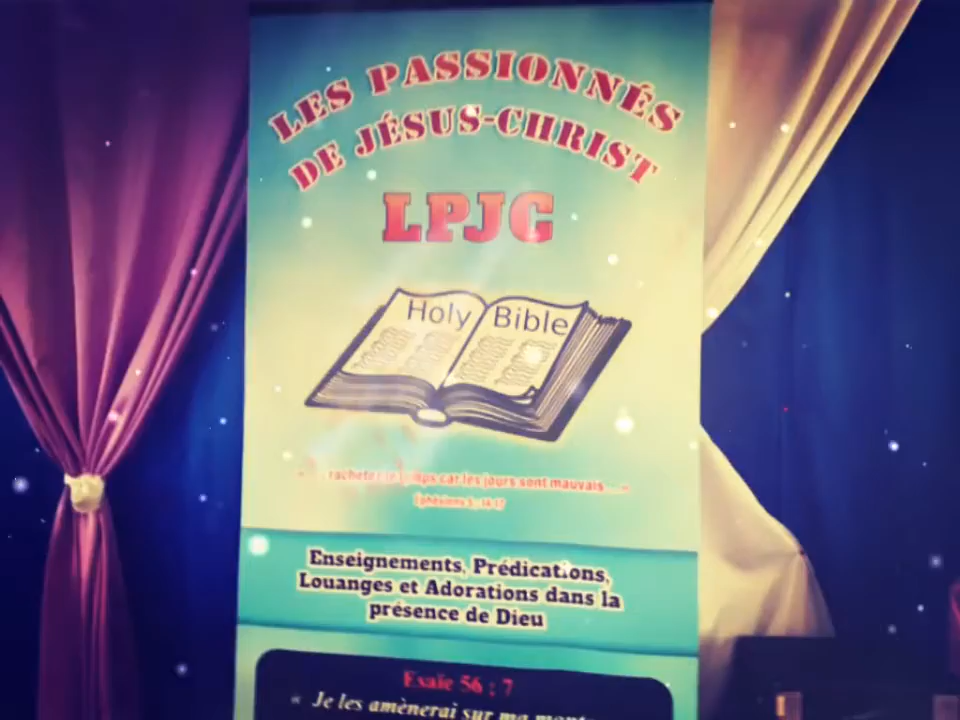 LES PASSIONNÉS
DE JÉSUS-CHRIST
LPJC
Holy Bible
rachetez le car les jours sont mauvais
Ephésiens 5:
Enseignements, Prédications,
Louanges et Adorations dans la
présence de Dieu
Esaïe 56 : 7
« Je les amènerai sur ma